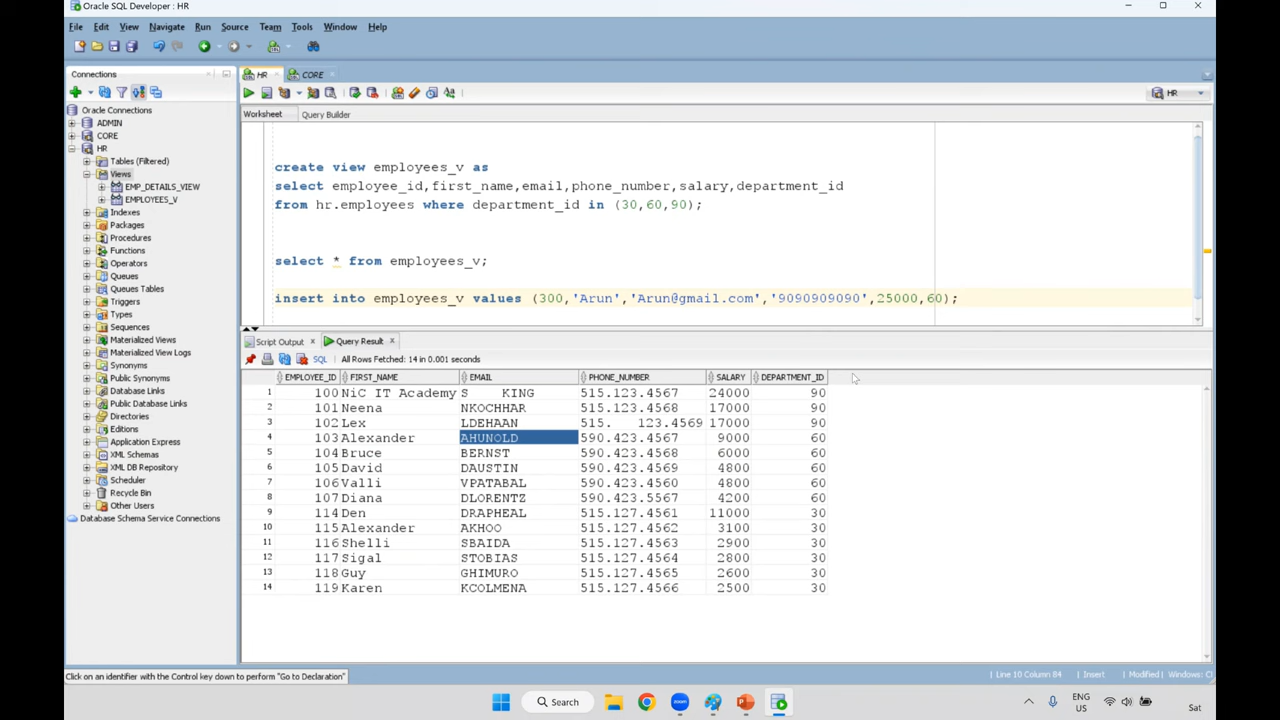 Oracle SQL Developer : HR
File Edit View Navigate Run Source Team Tools Window Help
Connections
HR
CORE
HR
Worksheet
Query Builder
Oracle Connections
ADMIN
CORE
HR
Tables (Filtered)
Views
EMP_DETAILS_VIEW
EMPLOYEES_V
Indexes
Packages
Procedures
Functions
Operators
Queues
Queues Tables
Triggers
Types
Sequences
Materialized Views
Materialized View Logs
Synonyms
Public Synonyms
Database Links
Public Database Links
Directories
Editions
Application Express
XML Schemas
XML DB Repository
Scheduler
Recycle Bin
Other Users
Database Schema Service Connections
create view employees_v as
select employee_id,first_name,email,phone_number,salary,department_id
from hr.employees where department_id in (30,60,90);
select * from employees_v;
insert into employees_v values (300,'Arun','Arun@gmail.com','9090909090',25000,60);
Script Output
Query Result
SQL
All Rows Fetched: 14 in 0.001 seconds
EMPLOYEE_ID FIRST_NAME EMAIL PHONE_NUMBER SALARY DEPARTMENT_ID
1 100 NiC IT Academy S KING 515.123.4567 24000 90
2 101 Neena NKOCHHAR 515.123.4568 17000 90
3 102 Lex LDEHAAN 515. 123.4569 17000 90
4 103 Alexander AHUNOLD 590.423.4567 9000 60
5 104 Bruce BERNST 590.423.4568 6000 60
6 105 David DAUSTIN 590.423.4569 4800 60
7 106 Valli VPATABAL 590.423.4560 4800 60
8 107 Diana DLORENTZ 590.423.5567 4200 60
9 114 Den DRAPHEAL 515.127.4561 11000 30
10 115 Alexander AKHOO 515.127.4562 3100 30
11 116 Shelli SBAIDA 515.127.4563 2900 30
12 117 Sigal STOBIAS 515.127.4564 2800 30
13 118 Guy GHIMURO 515.127.4565 2600 30
14 119 Karen KCOLMENA 515.127.4566 2500 30
Click on an identifier with the Control key down to perform "Go to Declaration"
Line 10 Column 84
Insert
Modified
Windows: C
Search
ENG
US
Sat